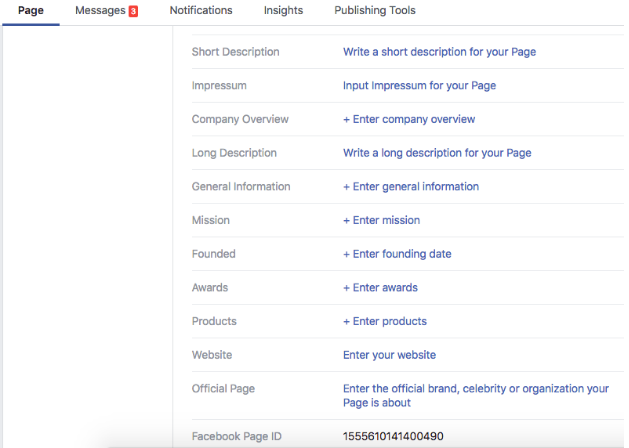 Page Messages 3 Notifications Insights Publishing Tools
Short Description Write a short description for your Page
Impressum Input Impressum for your Page
Company Overview + Enter company overview
Long Description Write a long description for your Page
General Information + Enter general information
Mission + Enter mission
Founded + Enter founding date
Awards + Enter awards
Products + Enter products
Website Enter your website
Official Page Enter the official brand, celebrity or organization your
Page is about
Facebook Page ID 1555610141400490